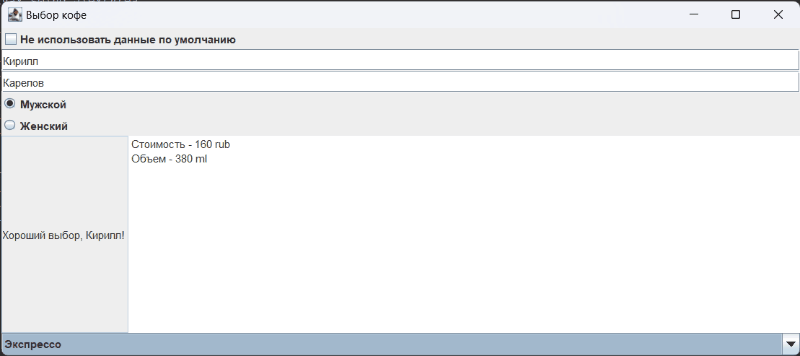 Выбор кофе
Не использовать данные по умолчанию
Кирилл
Карепов
Мужской
Женский
Стоимость - 160 rub
Объем - 380 ml
Хороший выбор, Кирилл!
Экспрессо